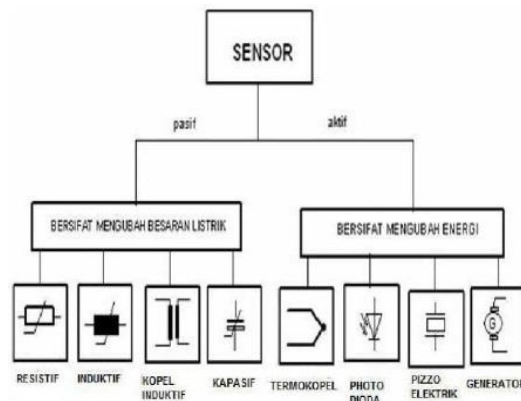 SENSOR
pasif
aktif
BERSIFAT MENGUBAH BESARAN LISTRIK
BERSIFAT MENGUBAH ENERGI
G
RESISTIF
INDUKTIF
KOPEL
INDUKTIF
KAPASIF
TERMOKOPEL
PHOTO
DIODA
PIZZO
ELEKTRIK
GENERATOR